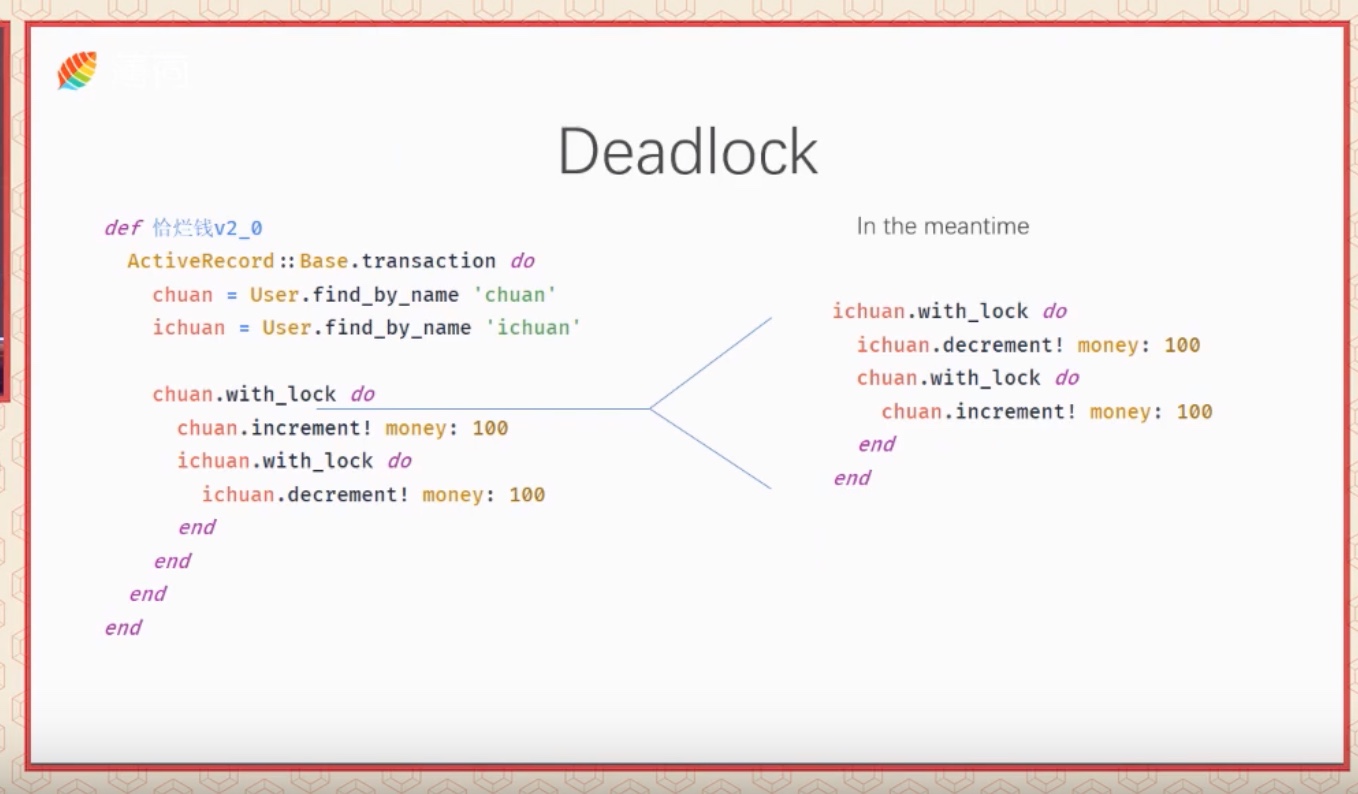 Deadlock
def 恰烂钱v2_0
ActiveRecord::Base.transaction do
chuan = User.find_by_name 'chuan'
ichuan = User.find_by_name 'ichuan'
chuan.with_lock do
chuan.increment! money: 100
ichuan.with_lock do
ichuan.decrement! money: 100
end
end
end
end
In the meantime
ichuan.with_lock do
ichuan.decrement! money: 100
chuan.with_lock do
chuan.increment! money: 100
end
end